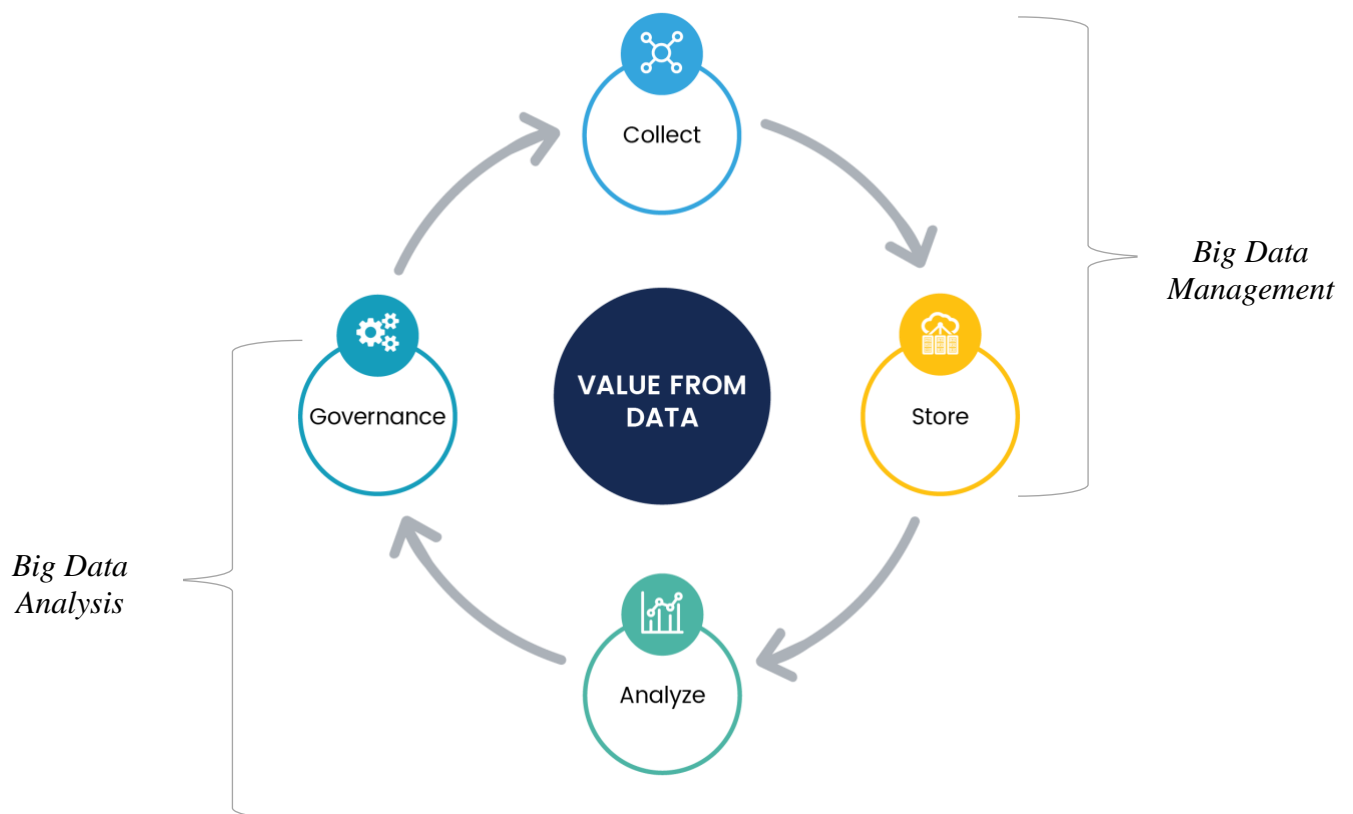 Collect
Big Data
Management
VALUE FROM
DATA
Governance
Store
Big Data
Analysis
Analyze